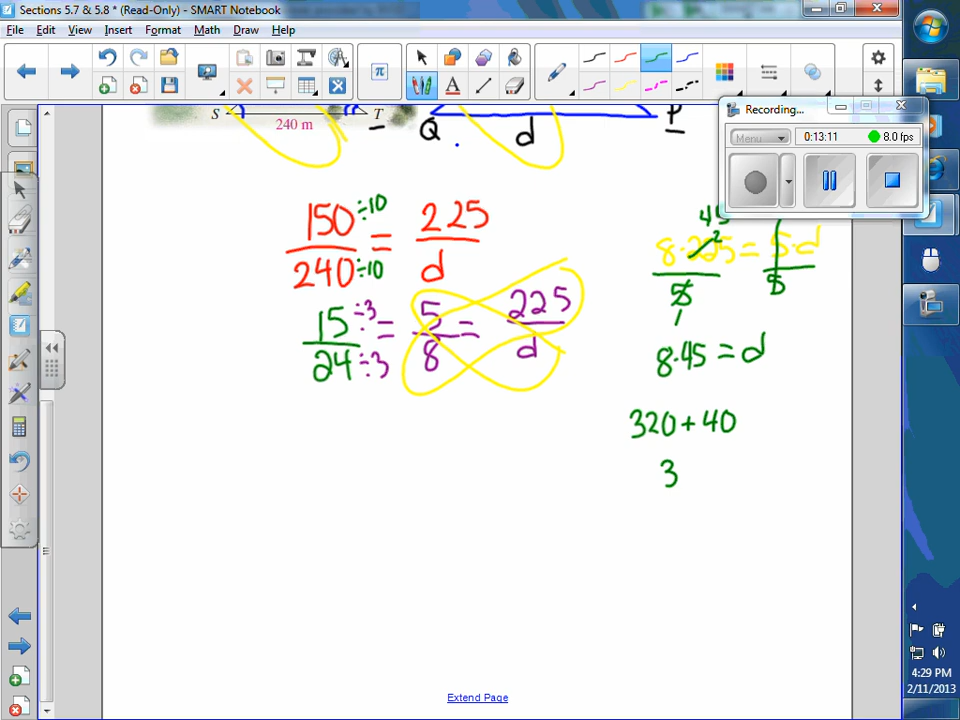 Sections 5.7 & 5.8 * (Read-Only) - SMART Notebook
File Edit View Insert Format Math Draw Help
Recording...
Menu 0:13:11 8.0 fps
S 240 m T
Q d P
150 ÷10 = 225
240 ÷10 d
15 ÷3 = 5 = 225
24 ÷3 8 d
45
8·225 = 5·d
5 5
1
8·45 = d
320 + 40
3
Extend Page
4:29 PM
2/11/2013